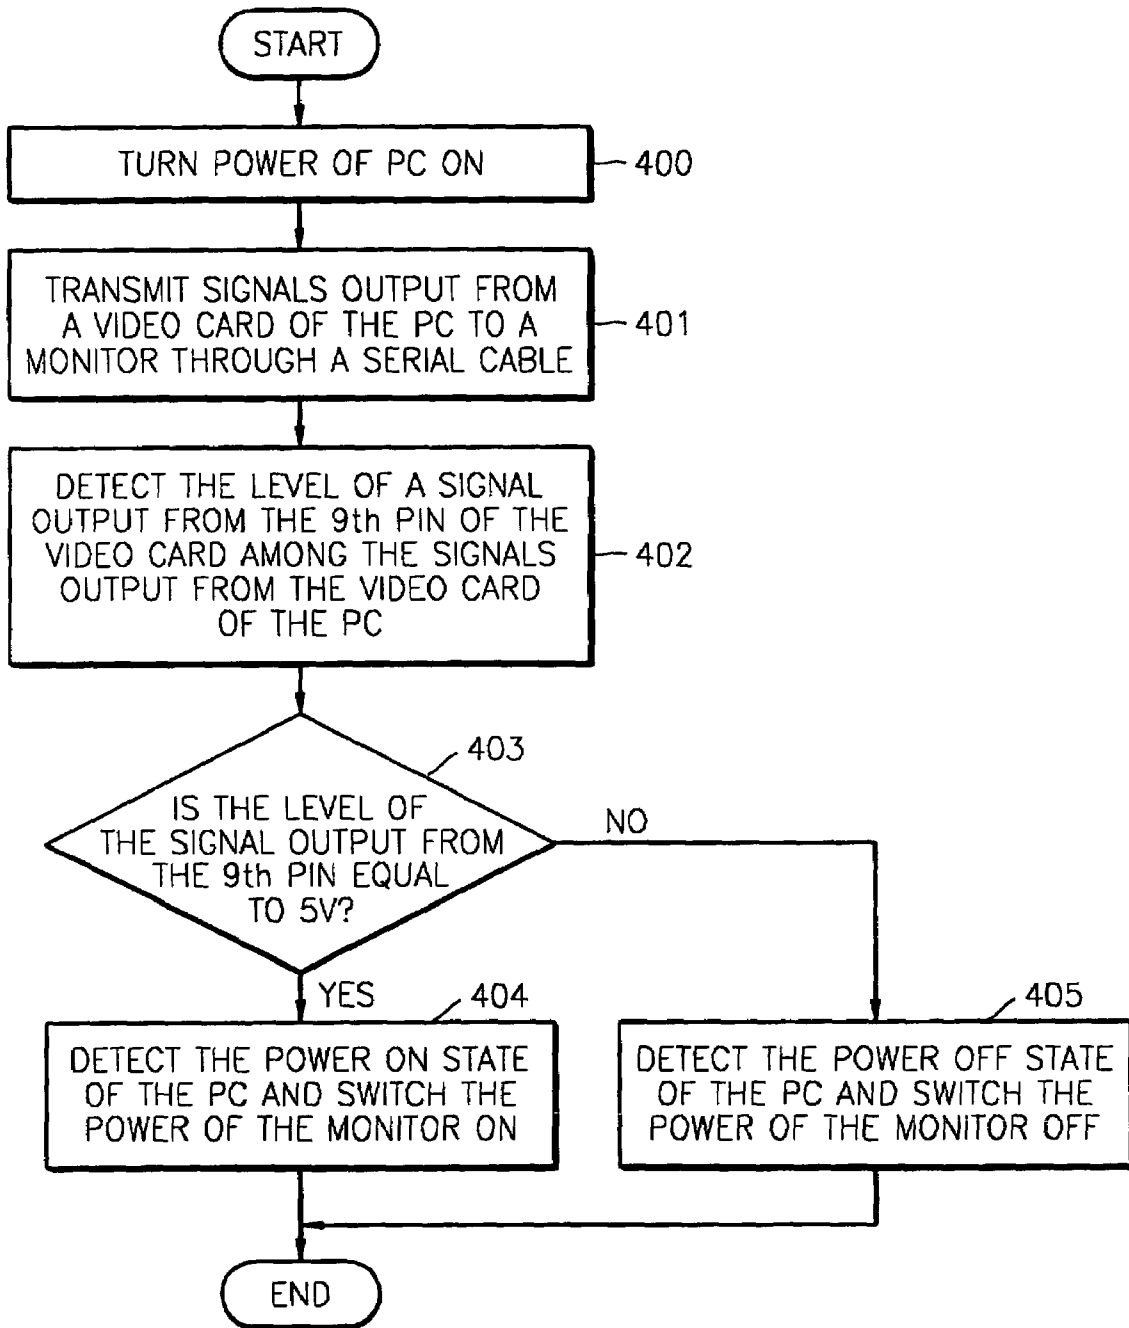 START
TURN POWER OF PC ON
400
TRANSMIT SIGNALS OUTPUT FROM
A VIDEO CARD OF THE PC TO A
MONITOR THROUGH A SERIAL CABLE
401
DETECT THE LEVEL OF A SIGNAL
OUTPUT FROM THE 9th PIN OF THE
VIDEO CARD AMONG THE SIGNALS
OUTPUT FROM THE VIDEO CARD
OF THE PC
402
403
IS THE LEVEL OF
THE SIGNAL OUTPUT FROM
THE 9th PIN EQUAL
TO 5V?
NO
YES
404
DETECT THE POWER ON STATE
OF THE PC AND SWITCH THE
POWER OF THE MONITOR ON
405
DETECT THE POWER OFF STATE
OF THE PC AND SWITCH THE
POWER OF THE MONITOR OFF
END